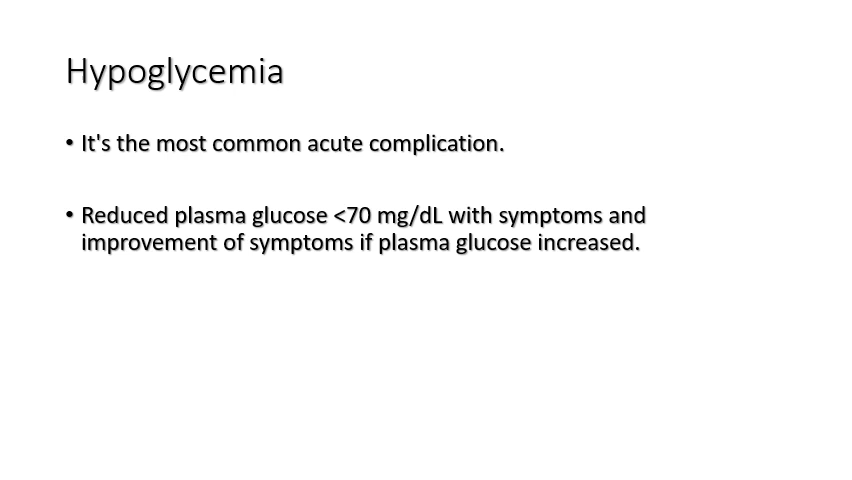 Hypoglycemia
• It's the most common acute complication.
• Reduced plasma glucose <70 mg/dL with symptoms and
improvement of symptoms if plasma glucose increased.